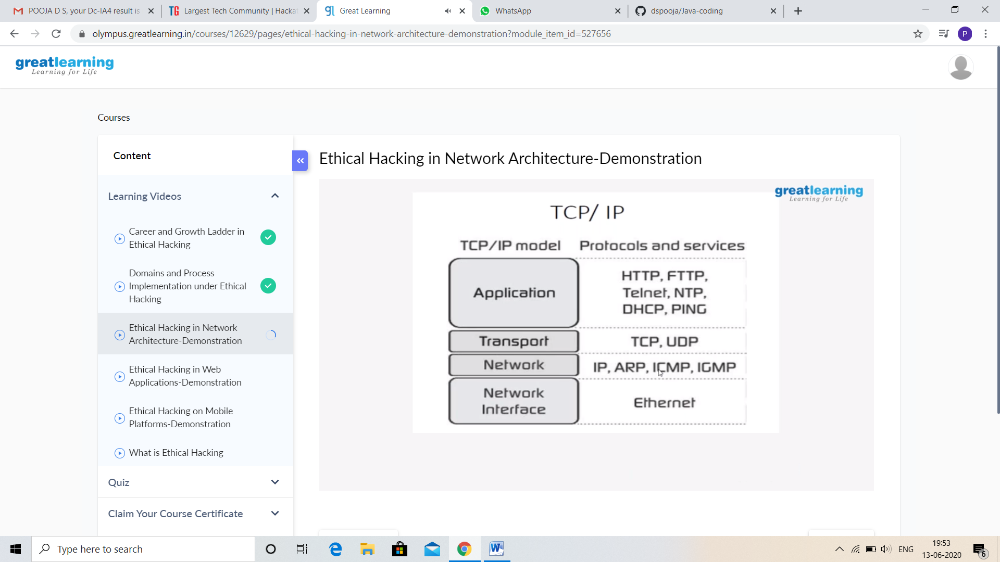 POOJA D S, your Dc-IA4 result is
Largest Tech Community | Hacka
Great Learning
WhatsApp
dspooja/Java-coding
olympus.greatlearning.in/courses/12629/pages/ethical-hacking-in-network-architecture-demonstration?module_item_id=527656
P
greatlearning
Learning for Life
Courses
Content
Learning Videos
Career and Growth Ladder in
Ethical Hacking
Domains and Process
Implementation under Ethical
Hacking
Ethical Hacking in Network
Architecture-Demonstration
Ethical Hacking in Web
Applications-Demonstration
Ethical Hacking on Mobile
Platforms-Demonstration
What is Ethical Hacking
Quiz
Claim Your Course Certificate
Ethical Hacking in Network Architecture-Demonstration
greatlearning
Learning for Life
TCP/ IP
TCP/IP model Protocols and services
Application
HTTP, FTTP,
Telnet, NTP,
DHCP, PING
Transport TCP, UDP
Network IP, ARP, ICMP, IGMP
Network
Interface
Ethernet
Type here to search
ENG
19:53
13-06-2020
6